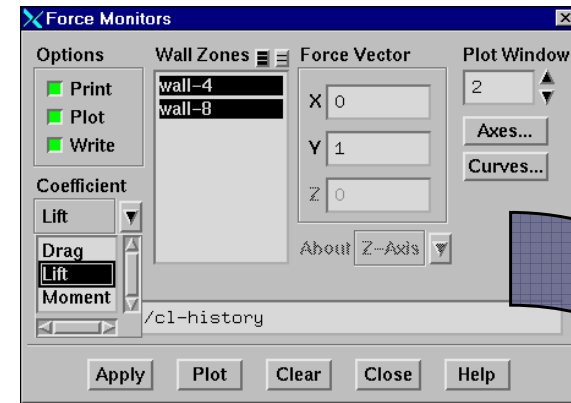 Force Monitors
Options
Print
Plot
Write
Coefficient
Lift
Drag
Lift
Moment
Wall Zones
wall-4
wall-8
Force Vector
X 0
Y 1
Z 0
About Z-Axis
Plot Window
2
Axes...
Curves...
/cl-history
Apply Plot Clear Close Help